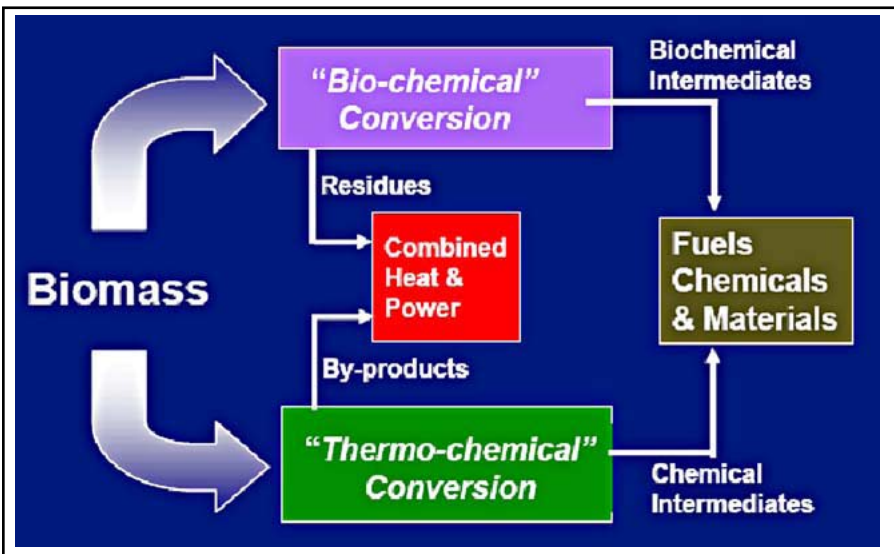 “Bio-chemical”
Conversion
Biochemical
Intermediates
Residues
Combined
Heat &
Power
Fuels
Chemicals
& Materials
Biomass
By-products
“Thermo-chemical”
Conversion
Chemical
Intermediates